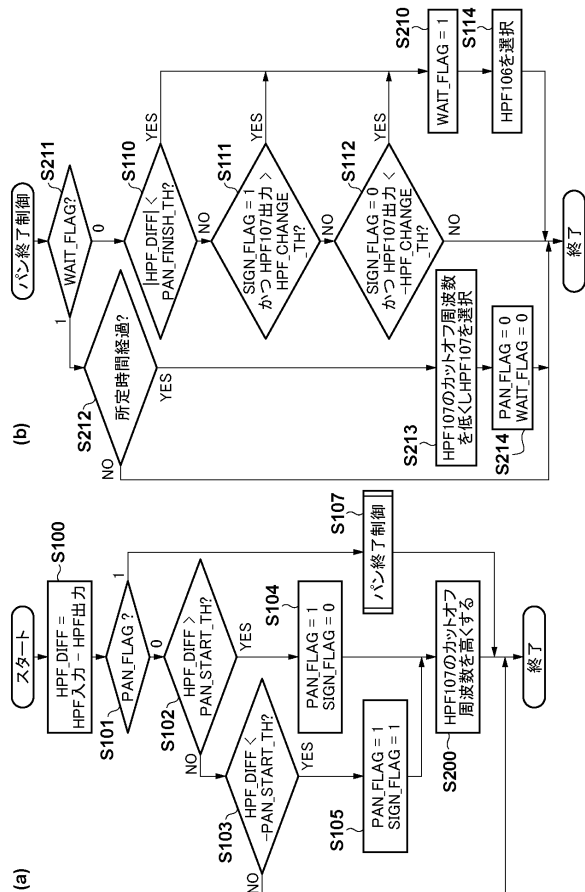 (a)
スタート
S100
HPF_DIFF =
HPF入力 − HPF出力
S101
PAN_FLAG ?
1
0
S102
HPF_DIFF >
PAN_START_TH?
NO
YES
S103
HPF_DIFF <
−PAN_START_TH?
NO
YES
S104
PAN_FLAG = 1
SIGN_FLAG = 0
S105
PAN_FLAG = 1
SIGN_FLAG = 1
S107
パン終了制御
S200
HPF107のカットオフ
周波数を高くする
終了
(b)
パン終了制御
S211
WAIT_FLAG?
1
0
S212
所定時間経過?
NO
YES
S110
|HPF_DIFF| <
PAN_FINISH_TH?
YES
NO
S111
SIGN_FLAG = 1
かつ HPF107出力 >
HPF_CHANGE
_TH?
YES
NO
S112
SIGN_FLAG = 0
かつ HPF107出力 <
-HPF_CHANGE
_TH?
YES
NO
S210
WAIT_FLAG = 1
S114
HPF106を選択
S213
HPF107のカットオフ周波数
を低くしHPF107を選択
S214
PAN_FLAG = 0
WAIT_FLAG = 0
終了